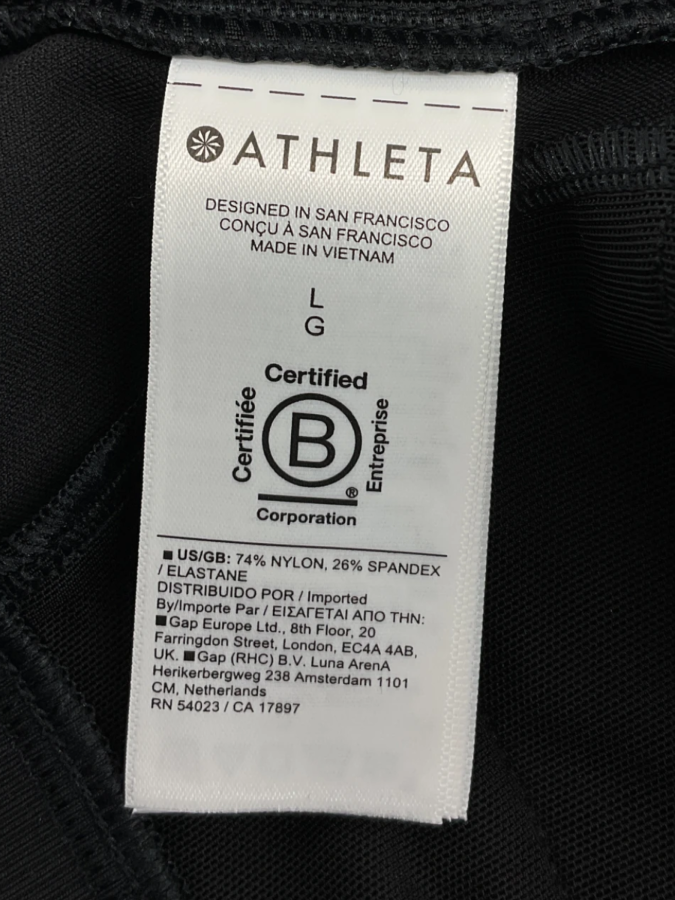 ATHLETA
DESIGNED IN SAN FRANCISCO
CONÇU À SAN FRANCISCO
MADE IN VIETNAM
L
G
Certified
Certifiée
B
Entreprise
®
Corporation
■ US/GB: 74% NYLON, 26% SPANDEX
/ ELASTANE
DISTRIBUIDO POR / Imported
By/Importe Par / ΕΙΣΑΓΕΤΑΙ ΑΠΟ ΤΗΝ:
■Gap Europe Ltd., 8th Floor, 20
Farringdon Street, London, EC4A 4AB,
UK. ■Gap (RHC) B.V. Luna ArenA
Herikerbergweg 238 Amsterdam 1101
CM, Netherlands
RN 54023 / CA 17897